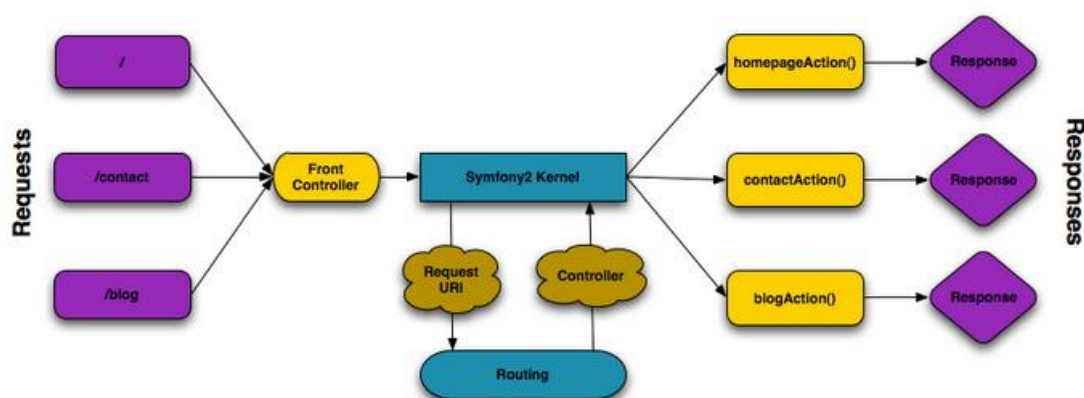 Requests
/
/contact
/blog
Front
Controller
Symfony2 Kernel
Request
URI
Controller
Routing
homepageAction()
contactAction()
blogAction()
Response
Response
Response
Responses